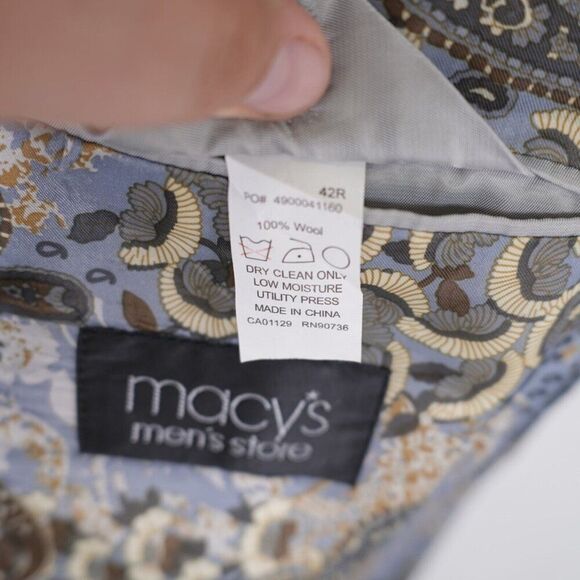 42R
PO# 4900041160
100% Wool
DRY CLEAN ONLY
LOW MOISTURE
UTILITY PRESS
MADE IN CHINA
CA01129 RN90736
macy's
men's store